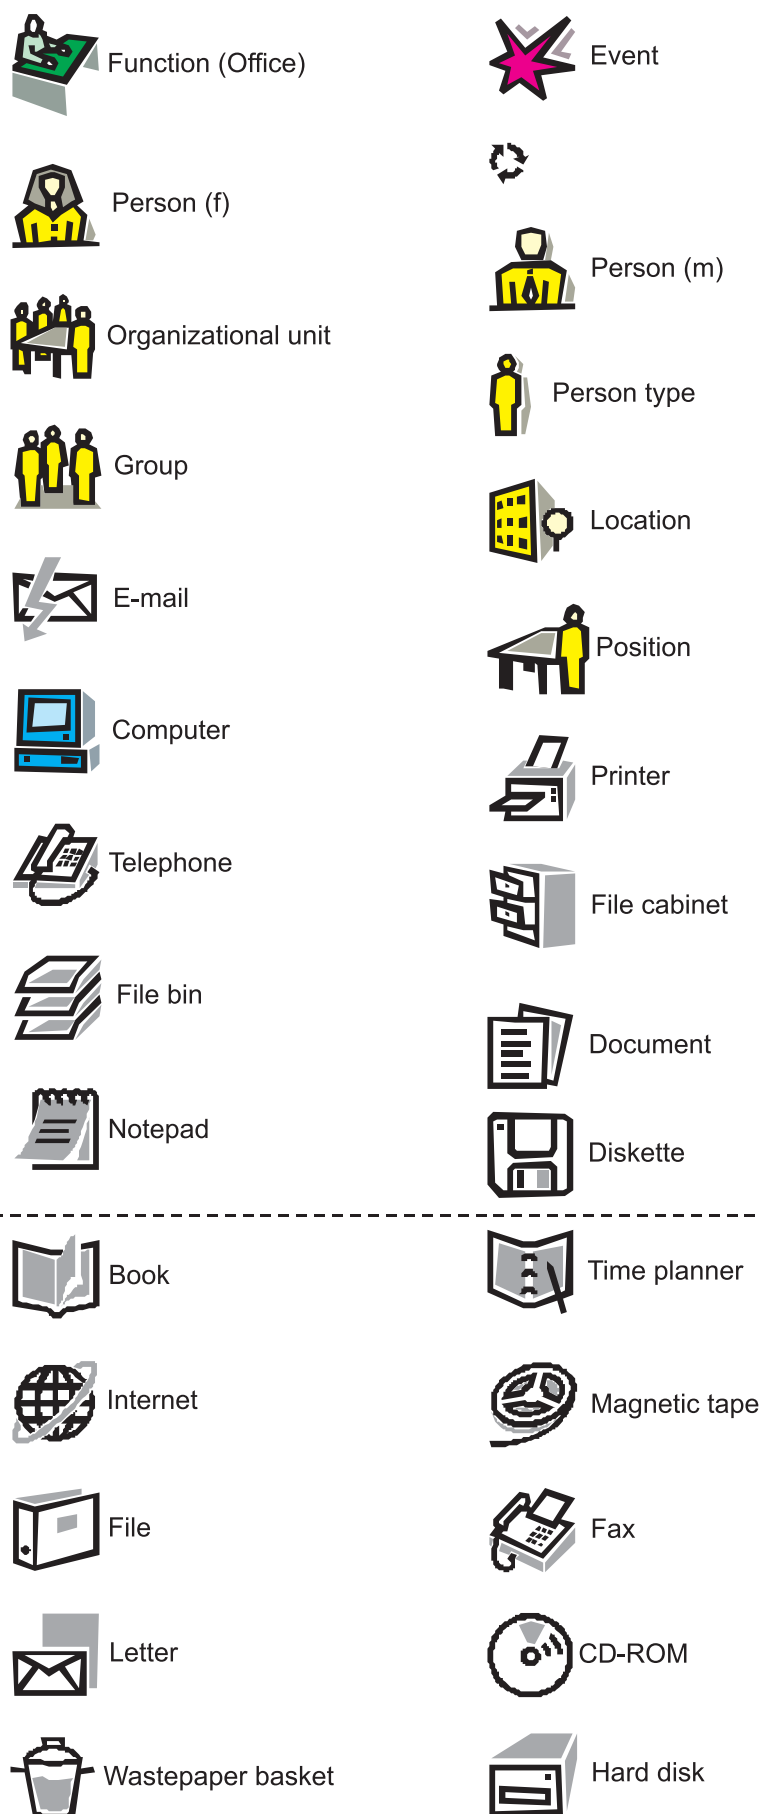 Function (Office)
Event
Person (f)
Person (m)
Organizational unit
Person type
Group
Location
E-mail
Position
Computer
Printer
Telephone
File cabinet
File bin
Document
Notepad
Diskette
Book
Time planner
Internet
Magnetic tape
File
Fax
Letter
CD-ROM
Wastepaper basket
Hard disk